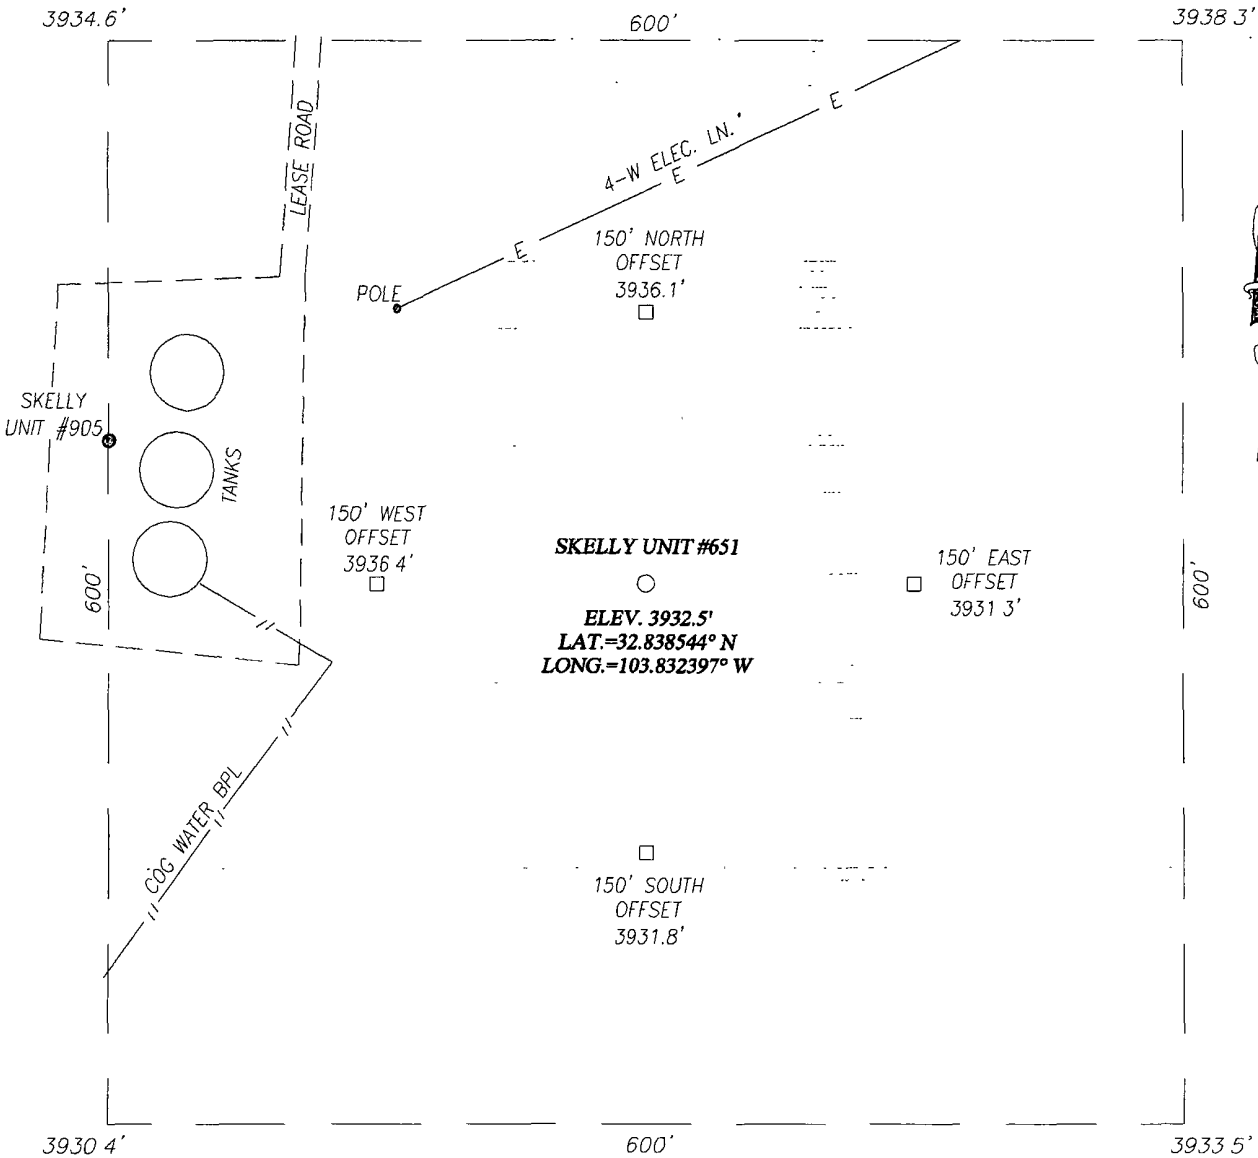 3934.6'
600'
3938 3'
LEASE ROAD
4-W ELEC. LN.
E
E
E
150' NORTH
OFFSET
3936.1'
POLE
SKELLY
UNIT #905
TANKS
150' WEST
OFFSET
3936 4'
SKELLY UNIT #651
150' EAST
OFFSET
3931 3'
600'
600'
ELEV. 3932.5'
LAT.=32.838544° N
LONG.=103.832397° W
COG WATER BPL
150' SOUTH
OFFSET
3931.8'
3930 4'
600'
3933 5'